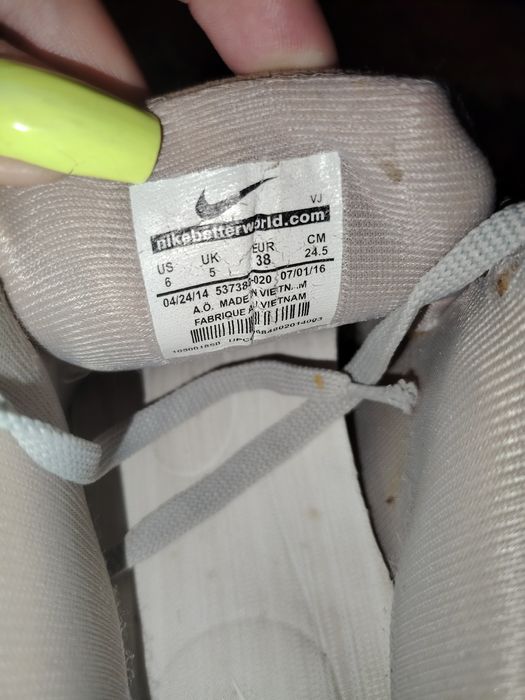 VJ
nikebetterworld.com
US UK EUR CM
6 5 38 24.5
04/24/14 -020 07/01/16
A.Ö. MADE IN VIETNAM
FABRIQUE AU VIETNAM